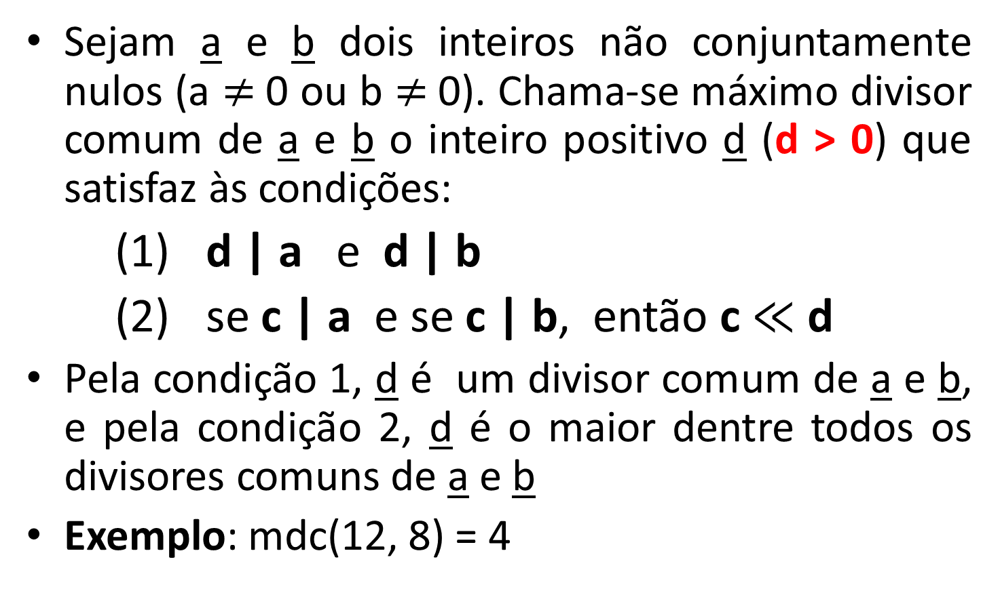 • Sejam a e b dois inteiros não conjuntamente
nulos (a ≠ 0 ou b ≠ 0). Chama-se máximo divisor
comum de a e b o inteiro positivo d (d > 0) que
satisfaz às condições:
(1) d | a e d | b
(2) se c | a e se c | b, então c ≪ d
• Pela condição 1, d é um divisor comum de a e b,
e pela condição 2, d é o maior dentre todos os
divisores comuns de a e b
• Exemplo: mdc(12, 8) = 4